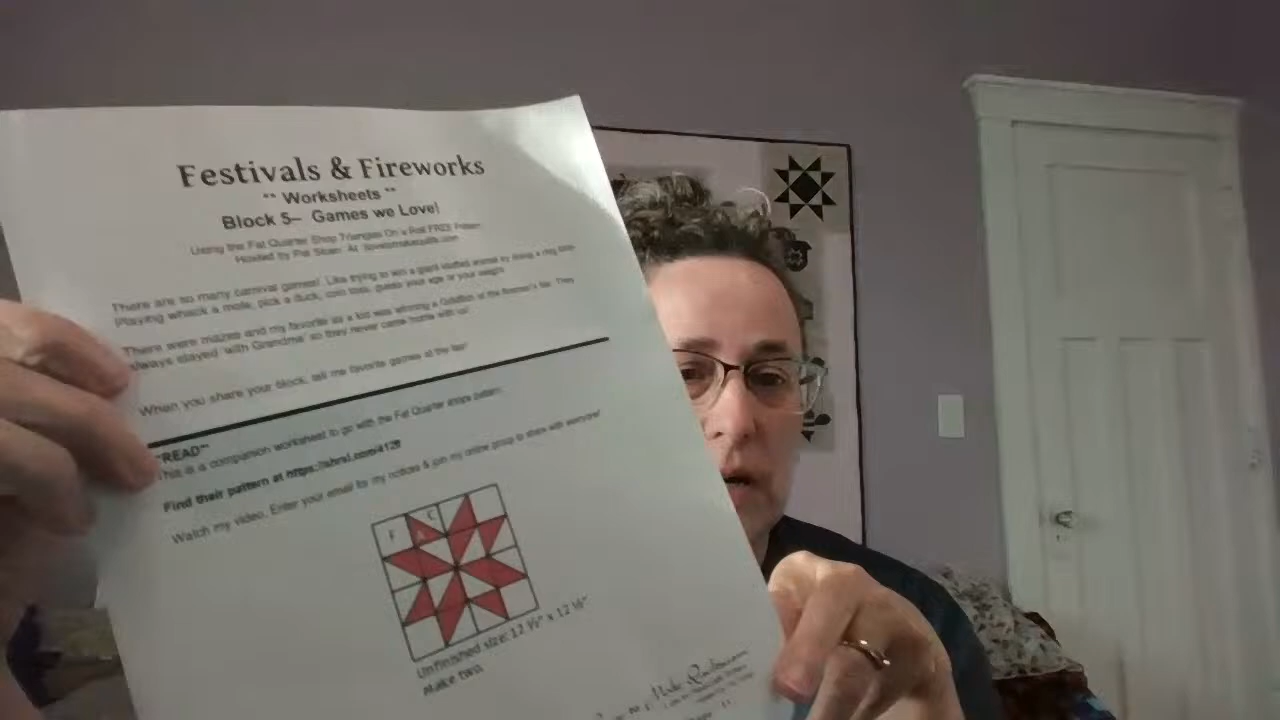 Festivals & Fireworks
** Worksheets **
Block 5– Games we Love!
Using the Fat Quarter Shop Triangles On a Roll FREE Pattern
Hosted by Pat Sloan. At
There are so many carnival games! Like trying to win a giant stuffed animal by doing a ring toss
Playing whack a mole, pick a duck, coin toss, guess your age or your weight.
There were mazes and my favorite as a kid was winning a Goldfish at the firemen's fair. They
always stayed 'with Grandma' so they never came home with us!
When you share your block, tell me favorite games at the fair!
**READ**
This is a companion worksheet to go with the Fat Quarter shops pattern.
Find their pattern at
Watch my video, Enter your email for my notices & join my online group to share with everyone!
C
F
A
Unfinished size: 12 ½" x 12 ½"
Make two.